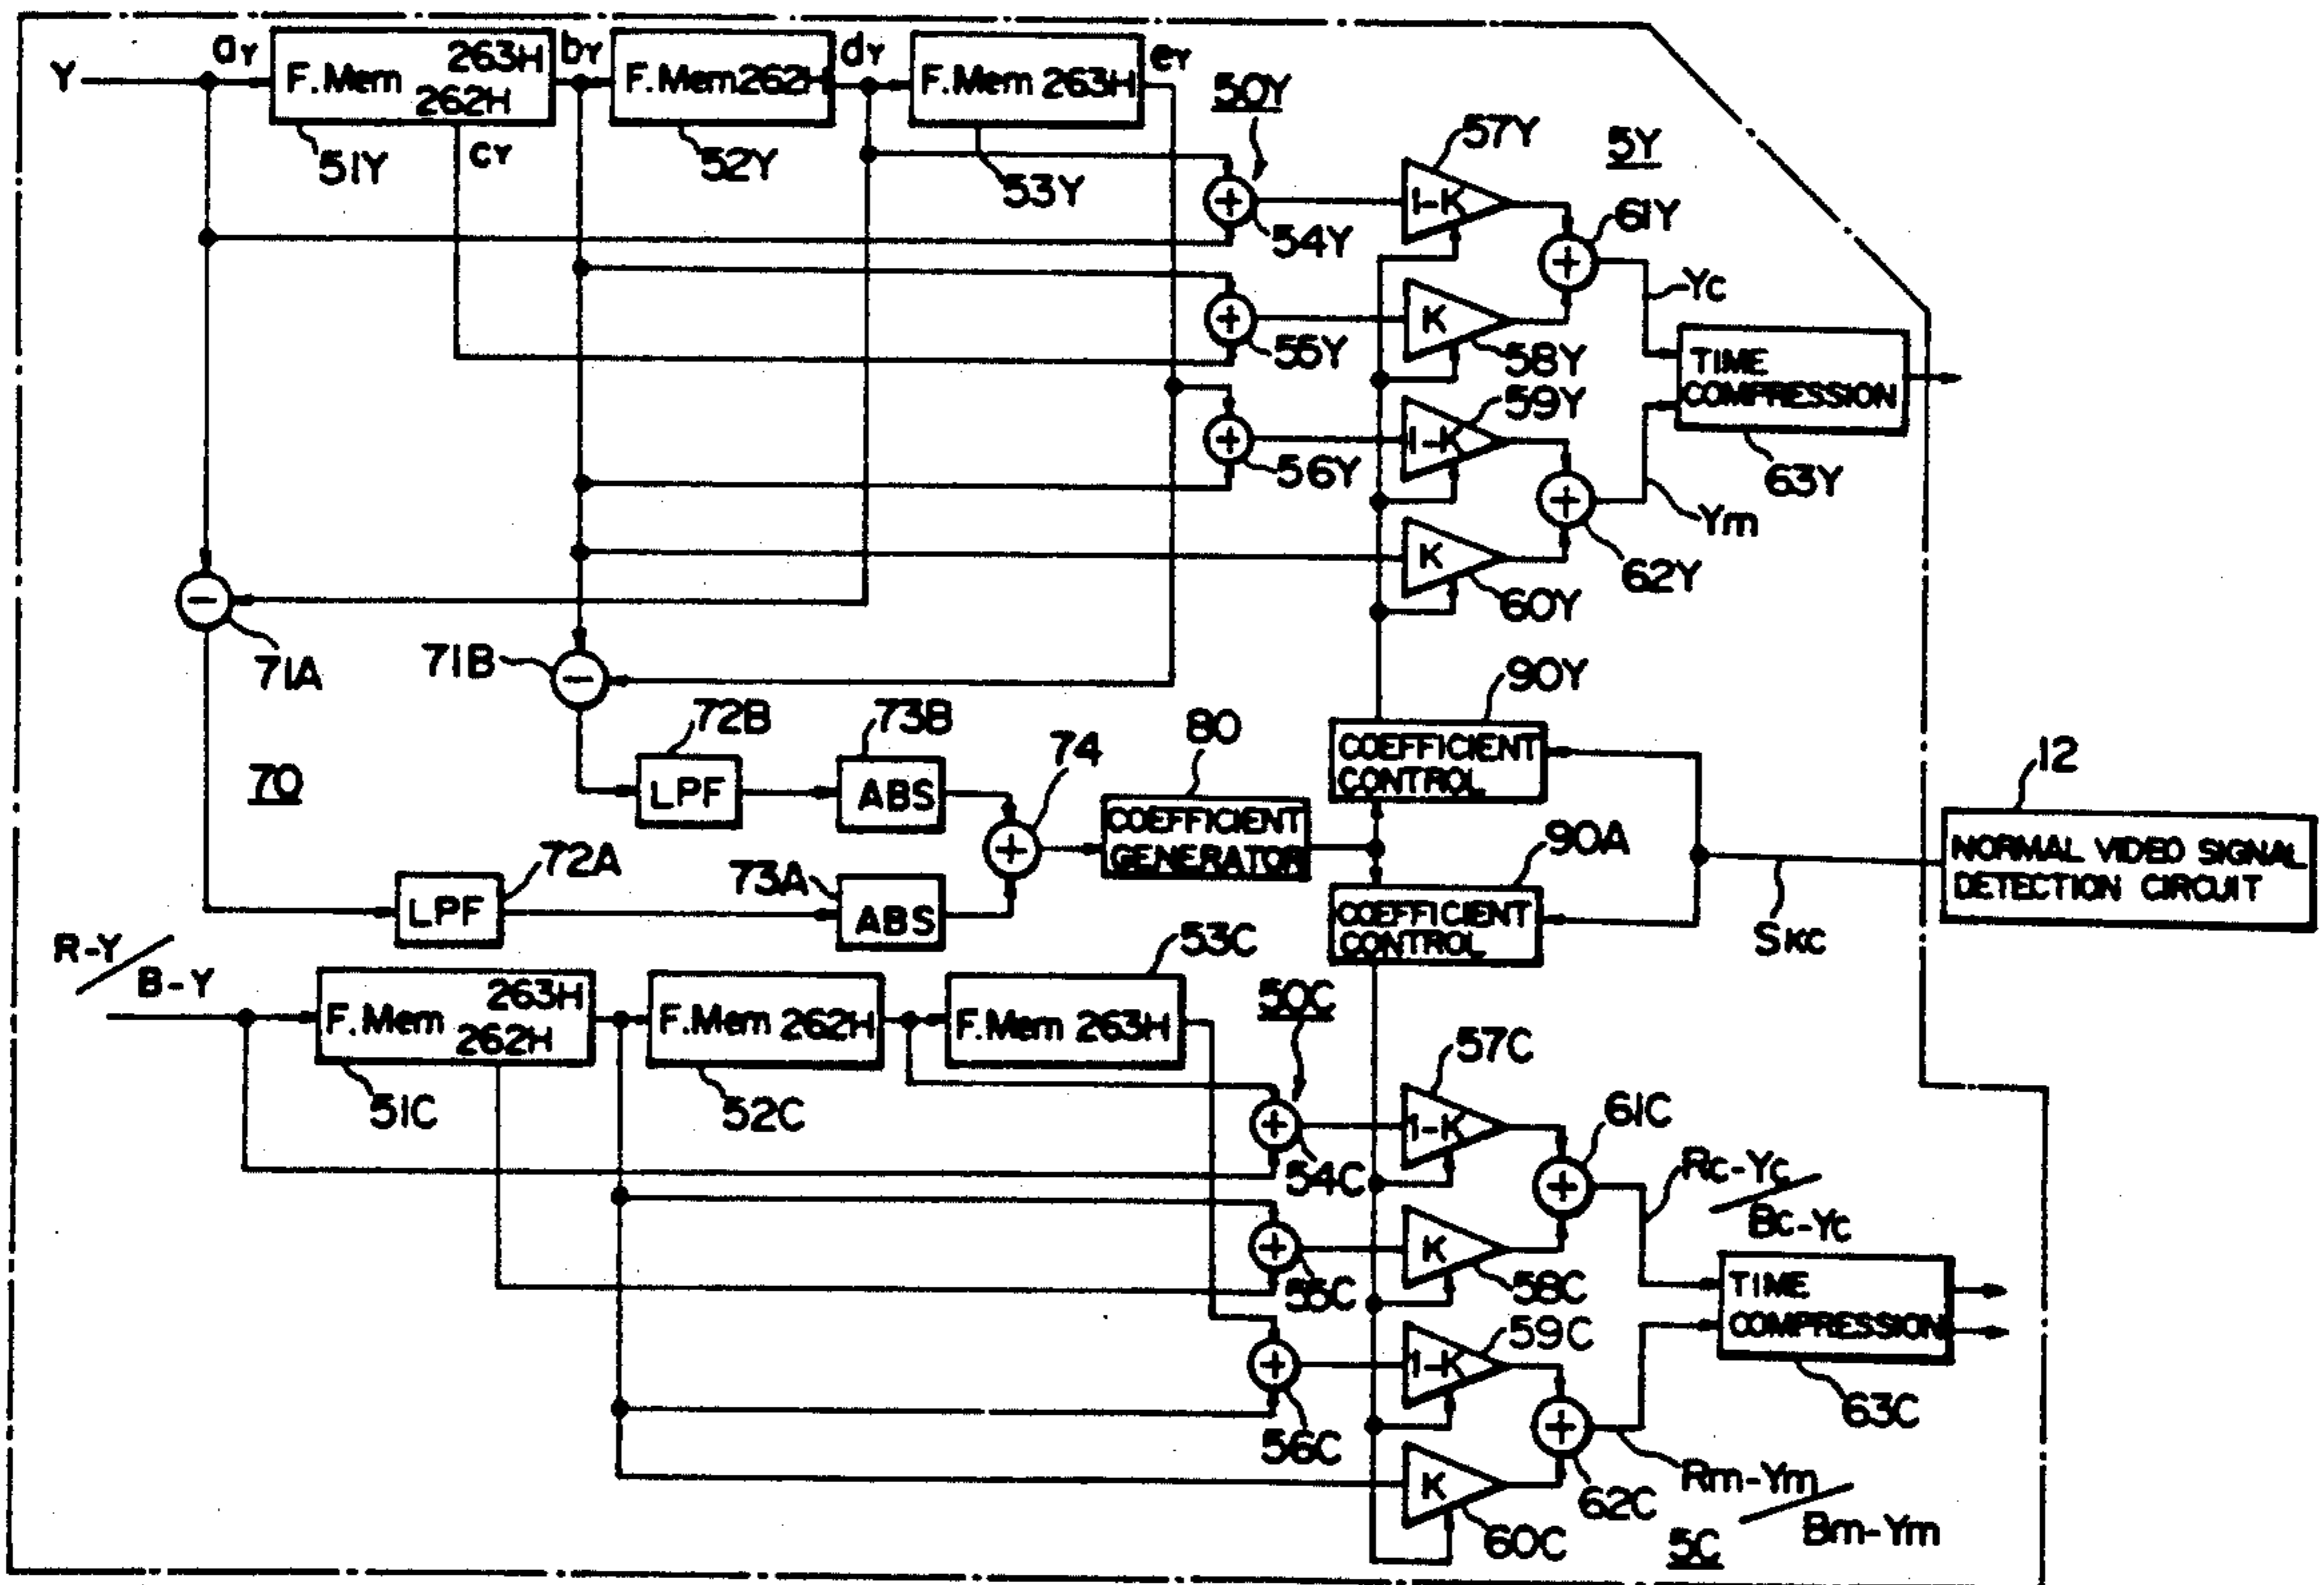 Y
aY
F.Mem 263H
262H
bY
F.Mem 262H
dY
F.Mem 263H
eY
50Y
51Y
cY
52Y
53Y
54Y
57Y
1-K
5Y
61Y
Yc
55Y
K
58Y
TIME
COMPRESSION
63Y
56Y
1-K
59Y
Ym
62Y
K
60Y
71A
71B
70
72B
LPF
73B
ABS
74
80
COEFFICIENT
GENERATOR
90Y
COEFFICIENT
CONTROL
90A
COEFFICIENT
CONTROL
12
NORMAL VIDEO SIGNAL
DETECTION CIRCUIT
SKC
72A
LPF
73A
ABS
R-Y/B-Y
F.Mem 263H
262H
51C
F.Mem 262H
52C
53C
F.Mem 263H
50C
54C
57C
1-K
61C
Rc-Yc/Bc-Yc
55C
K
58C
TIME
COMPRESSION
63C
56C
1-K
59C
62C
Rm-Ym/Bm-Ym
K
60C
5C